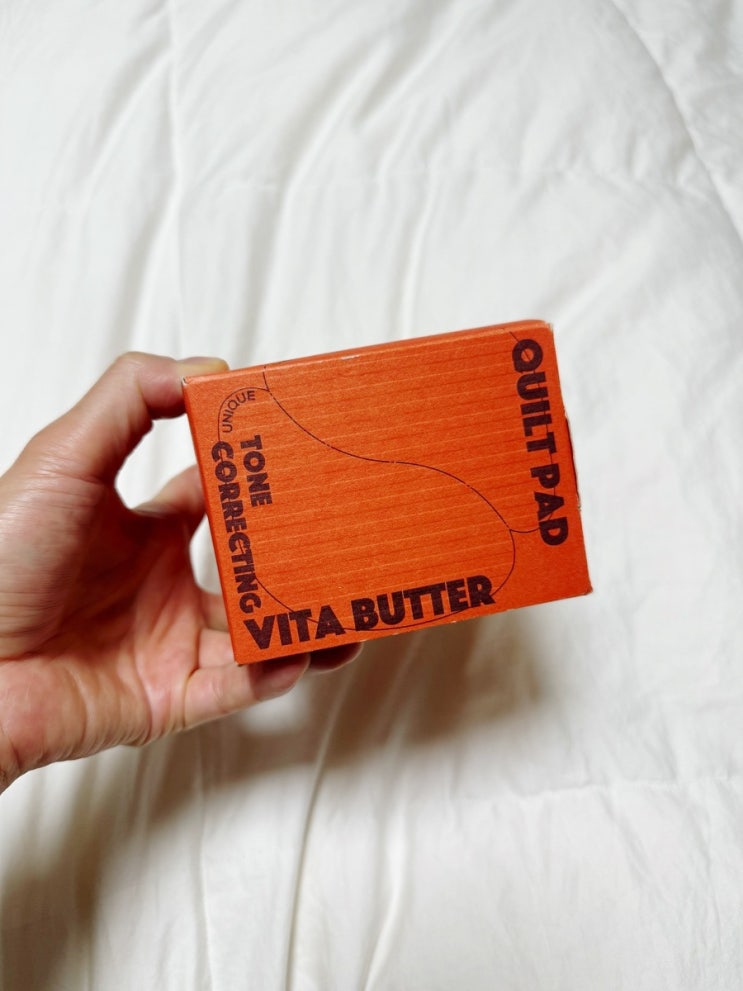 UNIQUE
TONE
CORRECTING
VITA BUTTER
QUILT PAD